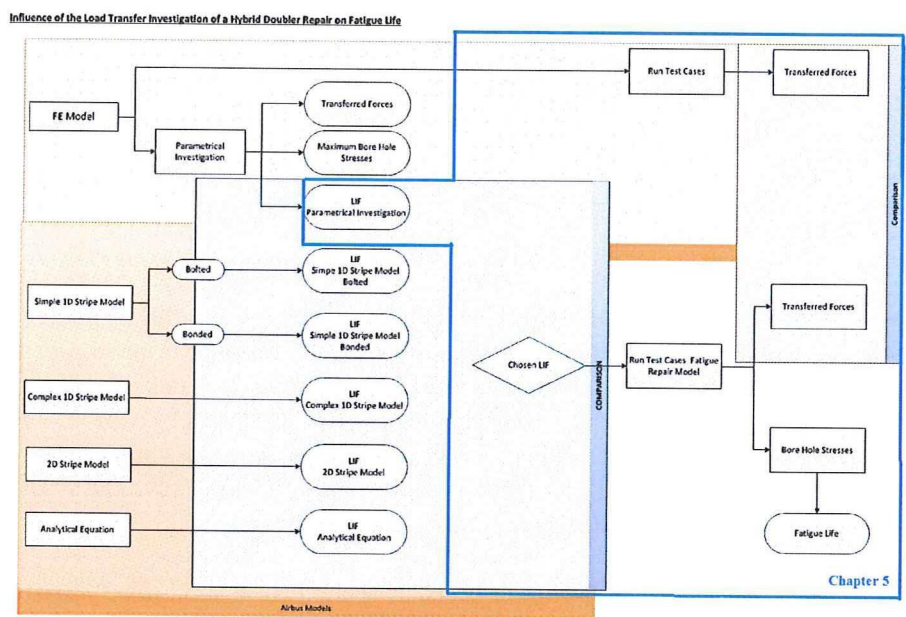 Influence of the Load Transfer Investigation of a Hybrid Doubler Repair on Fatigue Life
FE Model
Parametrical
Investigation
Transferred Forces
Maximum Bore Hole
Stresses
LIF
Parametrical Investigation
Run Test Cases
Transferred Forces
Comparison
Simple 1D Stripe Model
Bolted
Bonded
LIF
Simpe 1D Stripe Model
Bolted
LIF
Simple 1D Stripe Model
Bonded
Complex 1D Stripe Model
LIF
Complex 1D Stripe Model
2D Stripe Model
LIF
2D Stripe Model
Analytical Equation
LIF
Analytical Equation
Chosen LIF
COMPARISON
Run Test Cases Fatigue
Repair Model
Transferred Forces
Bore Hole Stresses
Fatigue Life
Chapter 5
Airbus Models